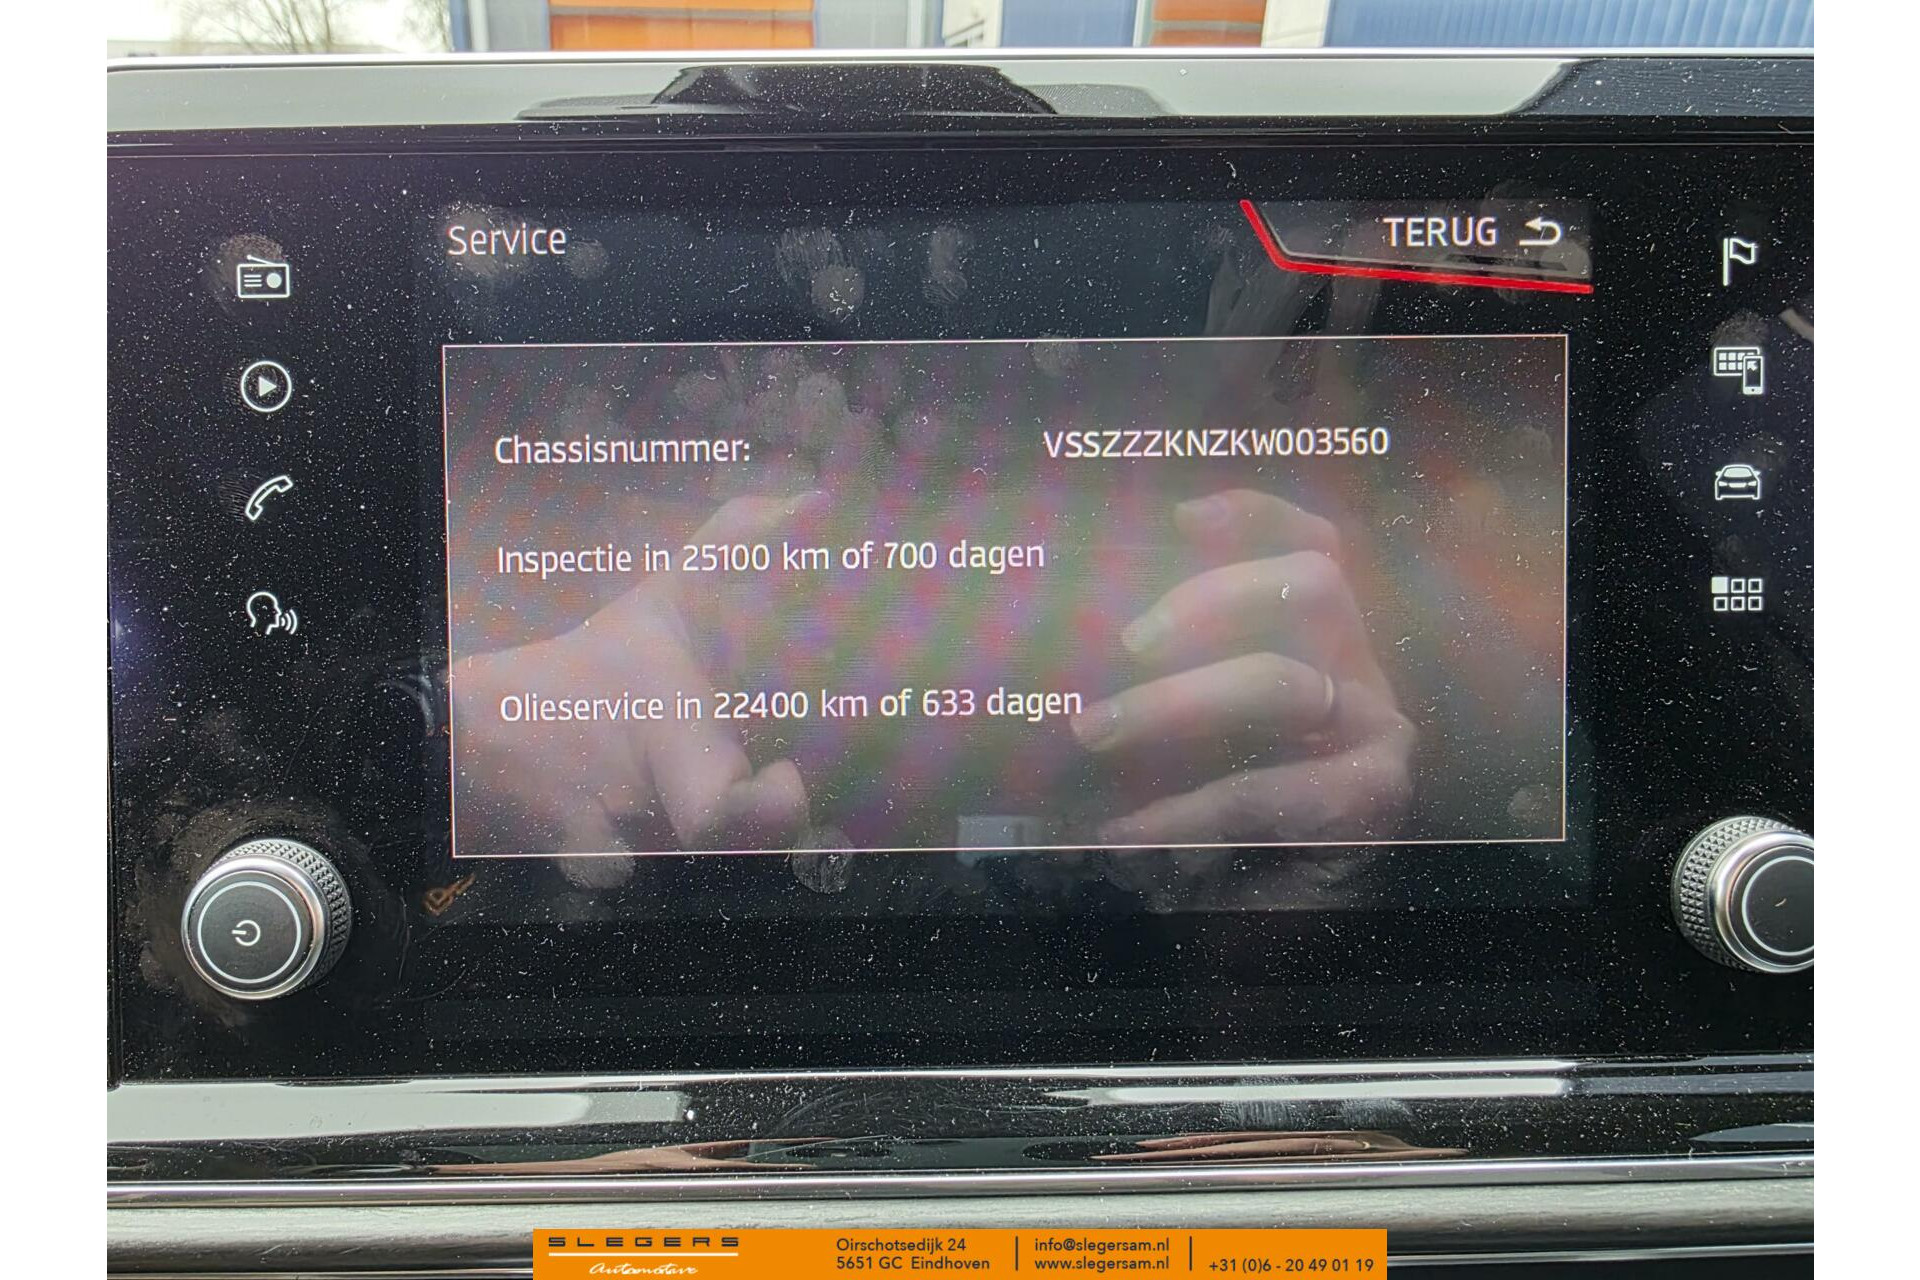 Service
TERUG
Chassisnummer: VSSZZZKNZKW003560
Inspectie in 25100 km of 700 dagen
Olieservice in 22400 km of 633 dagen
SLEGERS
Automotive
Oirschotsedijk 24
5651 GC Eindhoven
info@slegersam.nl
www.slegersam.nl
+31 (0)6 - 20 49 01 19